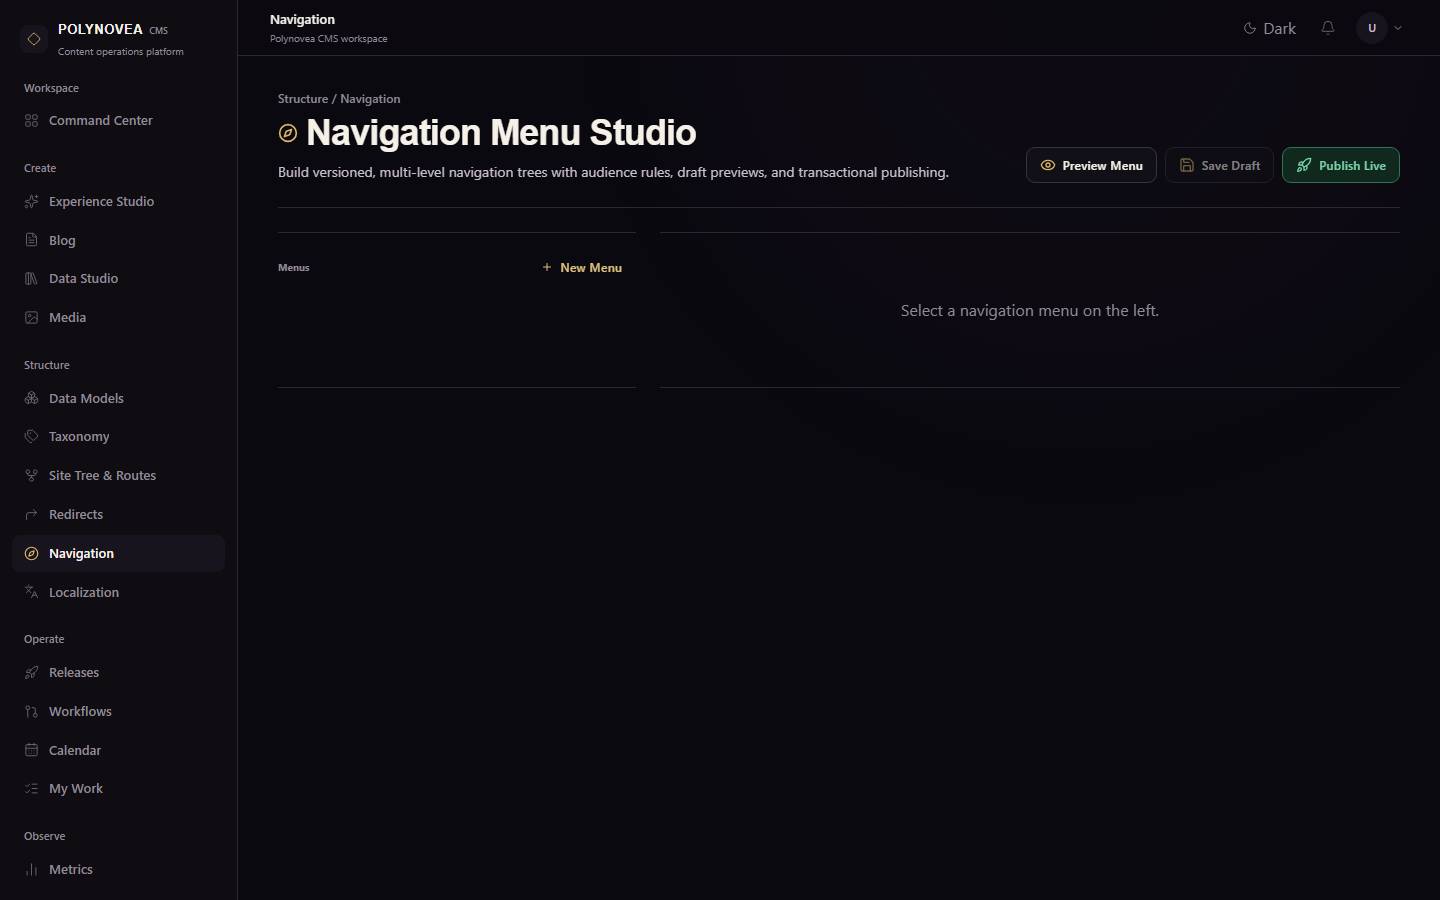 POLYNOVEA CMS
Content operations platform
Workspace
Command Center
Create
Experience Studio
Blog
Data Studio
Media
Structure
Data Models
Taxonomy
Site Tree & Routes
Redirects
Navigation
Localization
Operate
Releases
Workflows
Calendar
My Work
Observe
Metrics
Navigation
Polynovea CMS workspace
Dark
U
Structure / Navigation
Navigation Menu Studio
Build versioned, multi-level navigation trees with audience rules, draft previews, and transactional publishing.
Preview Menu
Save Draft
Publish Live
Menus
New Menu
Select a navigation menu on the left.